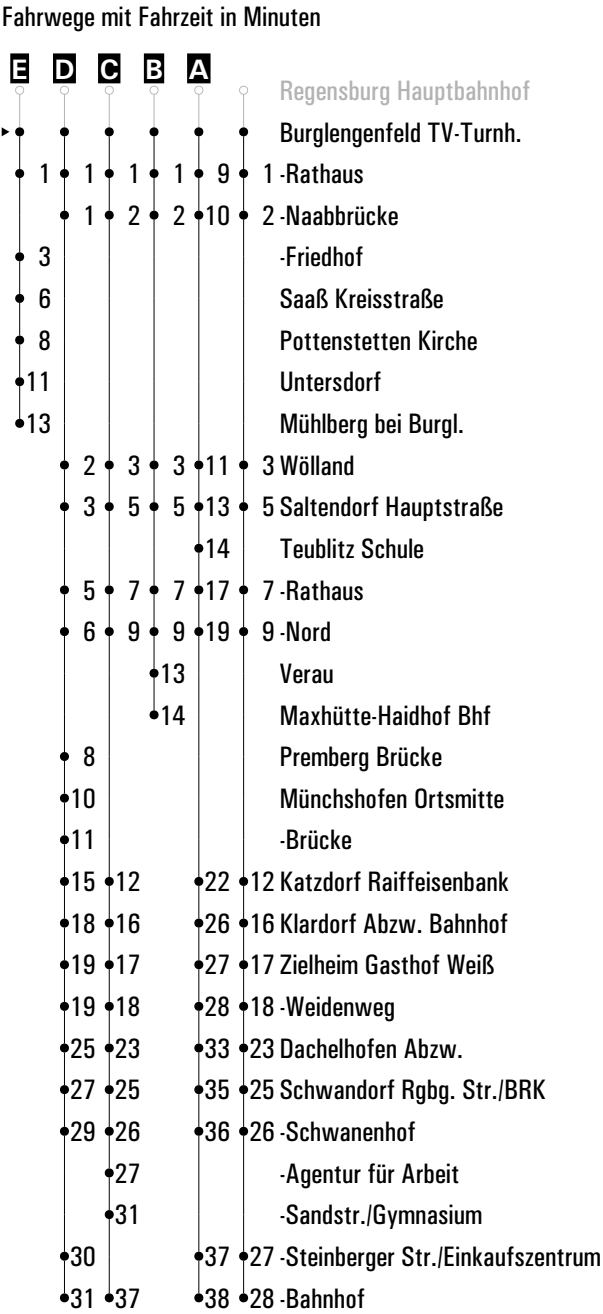 Fahrwege mit Fahrzeit in Minuten
E D C B A
Regensburg Hauptbahnhof
Burglengenfeld TV-Turnh.
1 1 1 1 9 1 -Rathaus
1 2 2 10 2 -Naabbrücke
3 -Friedhof
6 Saaß Kreisstraße
8 Pottenstetten Kirche
11 Untersdorf
13 Mühlberg bei Burgl.
2 3 3 11 3 Wölland
3 5 5 13 5 Saltendorf Hauptstraße
14 Teublitz Schule
5 7 7 17 7 -Rathaus
6 9 9 19 9 -Nord
13 Verau
14 Maxhütte-Haidhof Bhf
8 Premberg Brücke
10 Münchshofen Ortsmitte
11 -Brücke
15 12 22 12 Katzdorf Raiffeisenbank
18 16 26 16 Klardorf Abzw. Bahnhof
19 17 27 17 Zielheim Gasthof Weiß
19 18 28 18 -Weidenweg
25 23 33 23 Dachelhofen Abzw.
27 25 35 25 Schwandorf Rgbg. Str./BRK
29 26 36 26 -Schwanenhof
27 -Agentur für Arbeit
31 -Sandstr./Gymnasium
30 37 27 -Steinberger Str./Einkaufszentrum
31 37 38 28 -Bahnhof